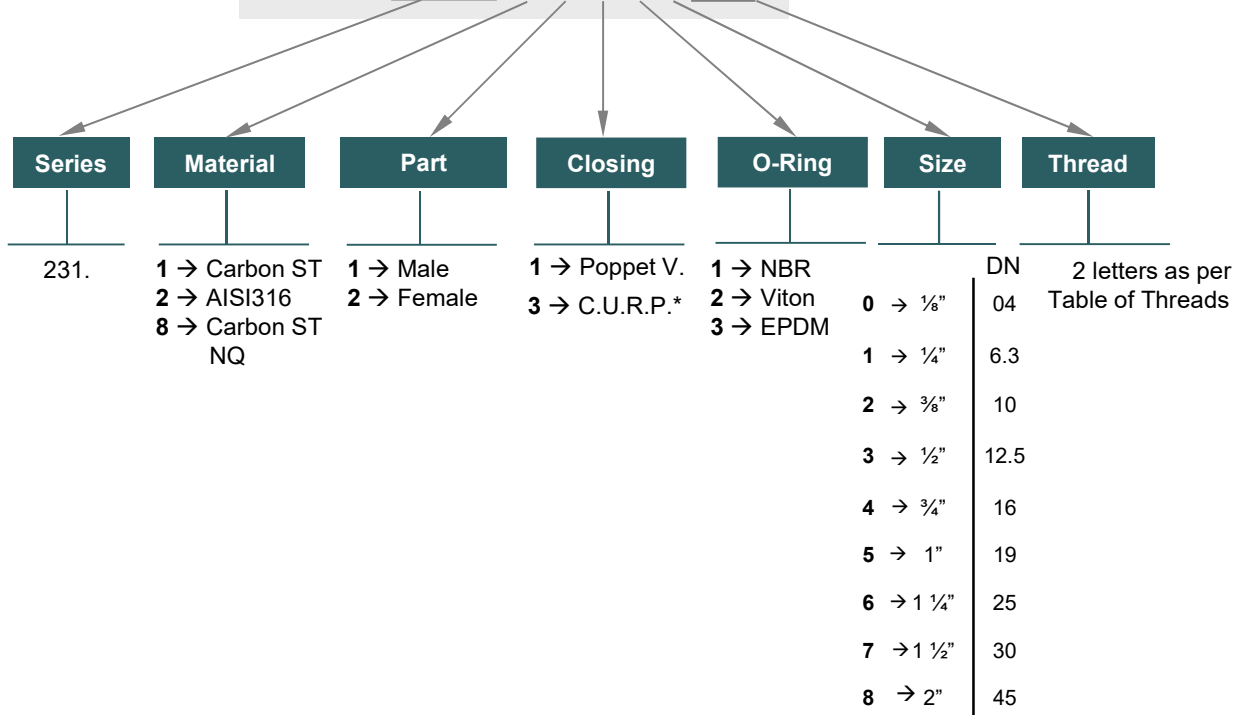 Series
Material
Part
Closing
O-Ring
Size
Thread
231.
1 → Carbon ST
2 → AISI316
8 → Carbon ST
NQ
1 → Male
2 → Female
1 → Poppet V.
3 → C.U.R.P.*
1 → NBR
2 → Viton
3 → EPDM
DN
0 → ⅛” 04
1 → ¼” 6.3
2 → ⅜” 10
3 → ½” 12.5
4 → ¾” 16
5 → 1” 19
6 → 1 ¼” 25
7 → 1 ½” 30
8 → 2” 45
2 letters as per
Table of Threads